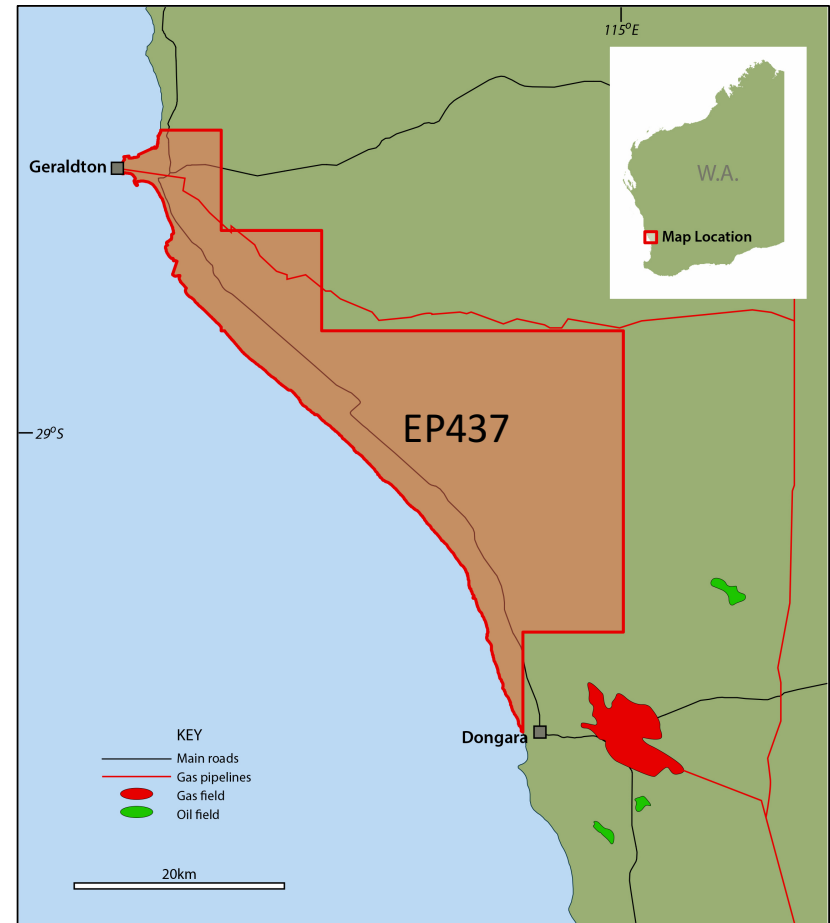 115°E
W.A.
Map Location
Geraldton
EP437
29°S
Dongara
KEY
Main roads
Gas pipelines
Gas field
Oil field
20km